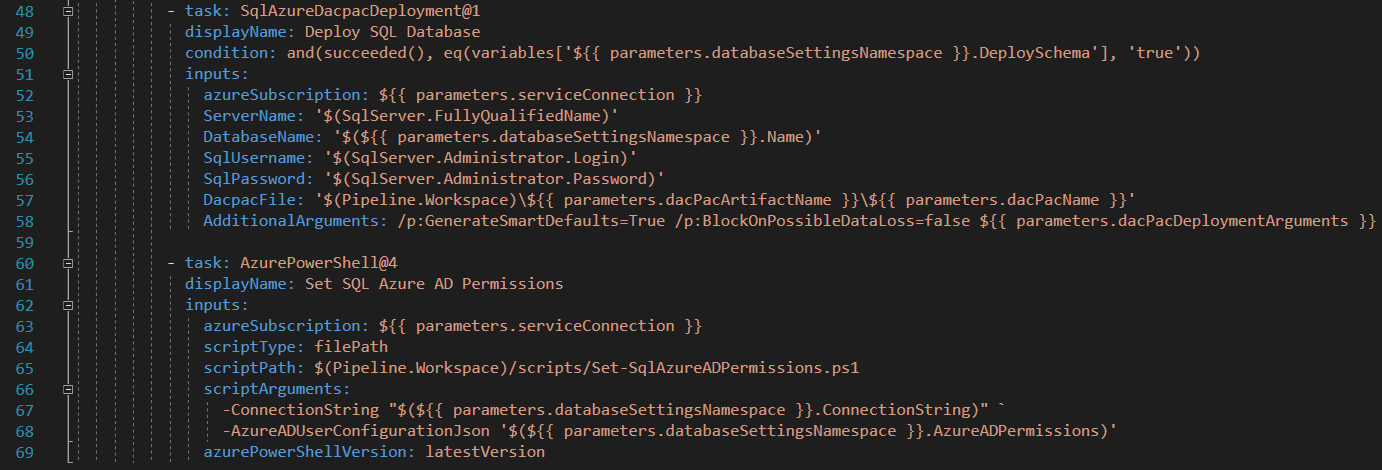 48 - task: SqlAzureDacpacDeployment@1
49 displayName: Deploy SQL Database
50 condition: and(succeeded(), eq(variables['${{ parameters.databaseSettingsNamespace }}.DeploySchema'], 'true'))
51 inputs:
52 azureSubscription: ${{ parameters.serviceConnection }}
53 ServerName: '$(SqlServer.FullyQualifiedName)'
54 DatabaseName: '$(${{ parameters.databaseSettingsNamespace }}.Name)'
55 SqlUsername: '$(SqlServer.Administrator.Login)'
56 SqlPassword: '$(SqlServer.Administrator.Password)'
57 DacpacFile: '$(Pipeline.Workspace)\${{ parameters.dacPacArtifactName }}\${{ parameters.dacPacName }}'
58 AdditionalArguments: /p:GenerateSmartDefaults=True /p:BlockOnPossibleDataLoss=false ${{ parameters.dacPacDeploymentArguments }}
59
60 - task: AzurePowerShell@4
61 displayName: Set SQL Azure AD Permissions
62 inputs:
63 azureSubscription: ${{ parameters.serviceConnection }}
64 scriptType: filePath
65 scriptPath: $(Pipeline.Workspace)/scripts/Set-SqlAzureADPermissions.ps1
66 scriptArguments:
67 -ConnectionString "$(${{ parameters.databaseSettingsNamespace }}.ConnectionString)" `
68 -AzureADUserConfigurationJson '$(${{ parameters.databaseSettingsNamespace }}.AzureADPermissions)'
69 azurePowerShellVersion: latestVersion